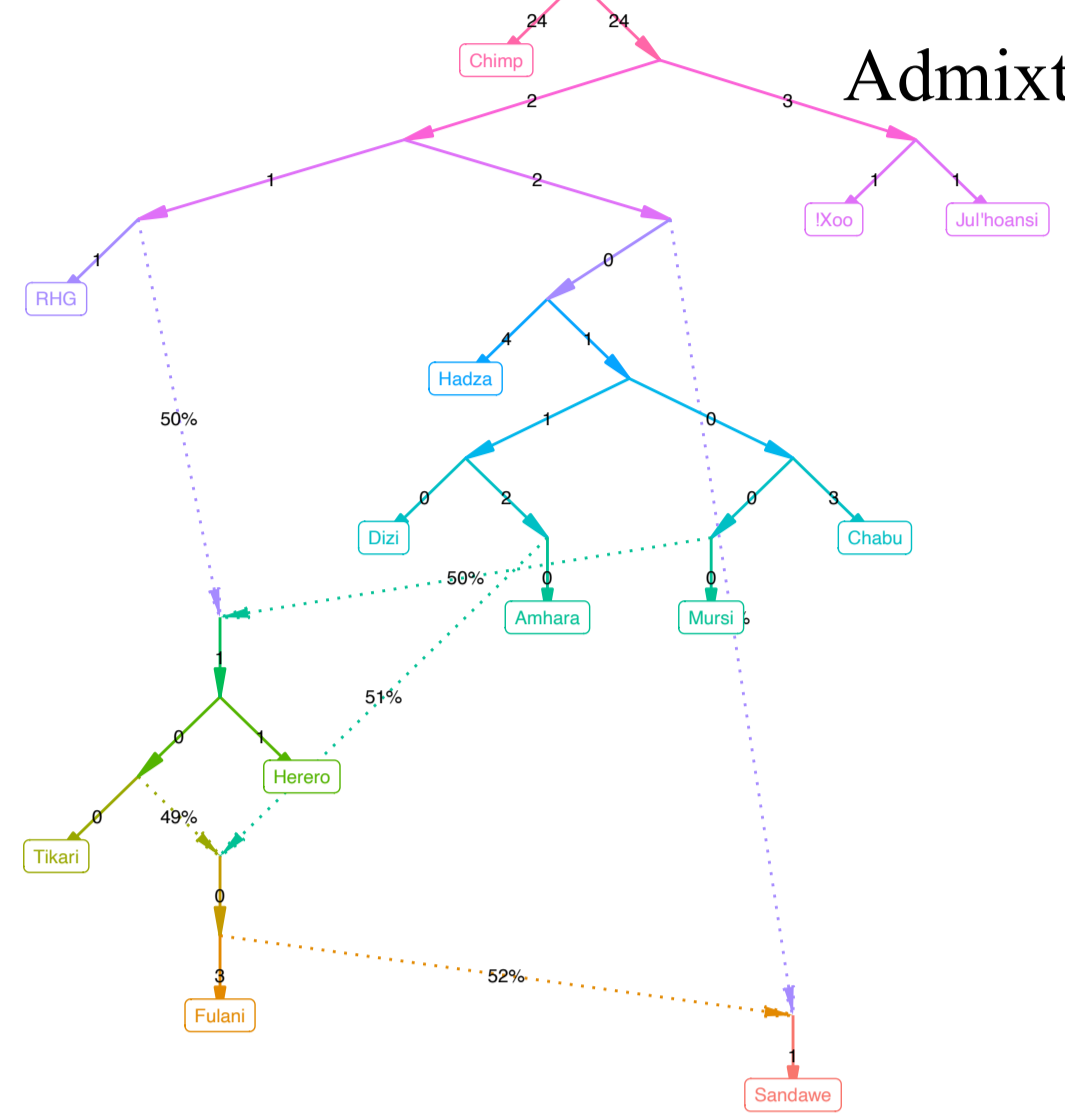 24 24
Chimp
Admixt
2 3
1 2 1 1
!Xoo Jul'hoansi
1 0
RHG
4 1
Hadza
50% 1 0
0 2 0 3
Dizi Chabu
50% 0 0
Amhara Mursi %
1
51%
0 1
Herero
0 49%
Tikari
0
3 52%
Fulani
1
Sandawe